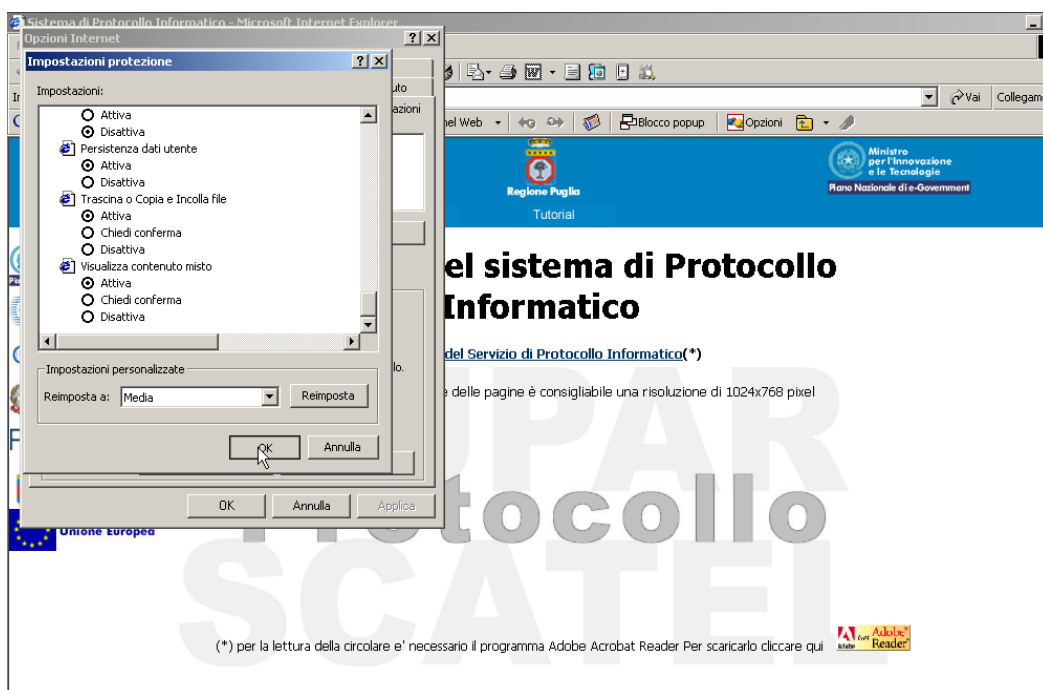 Sistema di Protocollo Informatico - Microsoft Internet Explorer
Opzioni Internet
Impostazioni protezione
Impostazioni:
Attiva
Disattiva
Persistenza dati utente
Attiva
Disattiva
Trascina o Copia e Incolla file
Attiva
Chiedi conferma
Disattiva
Visualizza contenuto misto
Attiva
Chiedi conferma
Disattiva
Impostazioni personalizzate
Reimposta a: Media Reimposta
OK Annulla
OK Annulla Applica
Vai
nel Web Blocco popup Opzioni
Regione Puglia
Tutorial
Ministro
per l'Innovazione
e le Tecnologie
Piano Nazionale di e-Government
el sistema di Protocollo
Informatico
del Servizio di Protocollo Informatico(*)
delle pagine è consigliabile una risoluzione di 1024x768 pixel
RUPAR
Protocollo
SCATEL
Unione Europea
(*) per la lettura della circolare e' necessario il programma Adobe Acrobat Reader Per scaricarlo cliccare qui
Adobe
Get Adobe
Reader